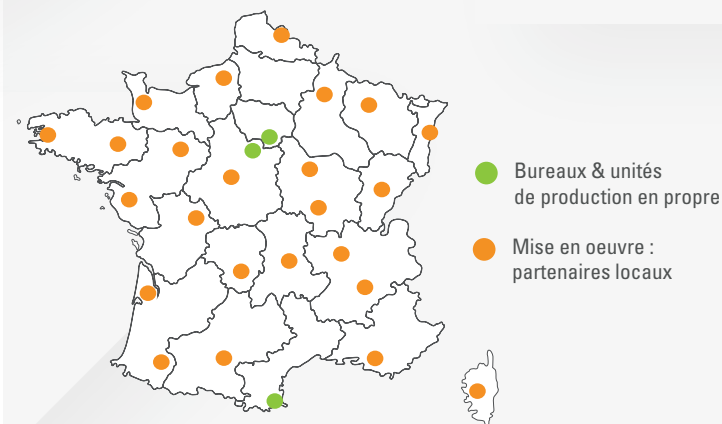 Bureaux & unités
de production en propre
Mise en oeuvre :
partenaires locaux